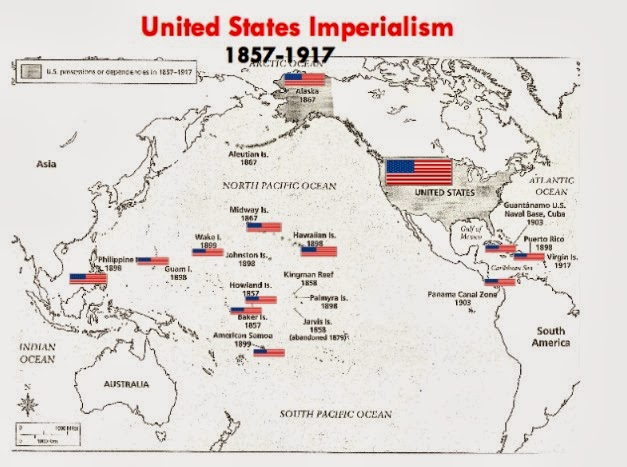 United States Imperialism
1857-1917
ARCTIC OCEAN
U.S. possessions or dependencies in 1857-1917
Alaska
1867
Asia
Aleutian Is.
1867
NORTH PACIFIC OCEAN
UNITED STATES
ATLANTIC
OCEAN
Guantánamo U.S.
Naval Base, Cuba
1903
Midway Is.
1867
Gulf of
Mexico
Wake I.
1899
Hawaiian Is.
1898
Puerto Rico
1898
Virgin Is.
1917
Johnston Is.
1898
Philippine
1898
Guam I.
1898
Caribbean Sea
Kingman Reef
1858
Howland Is.
1857
Palmyra Is.
1898
Panama Canal Zone
1903
Baker Is.
1857
Jarvis Is.
1858
(abandoned 1879)
American Samoa
1899
South
America
INDIAN
OCEAN
AUSTRALIA
N
SOUTH PACIFIC OCEAN
0